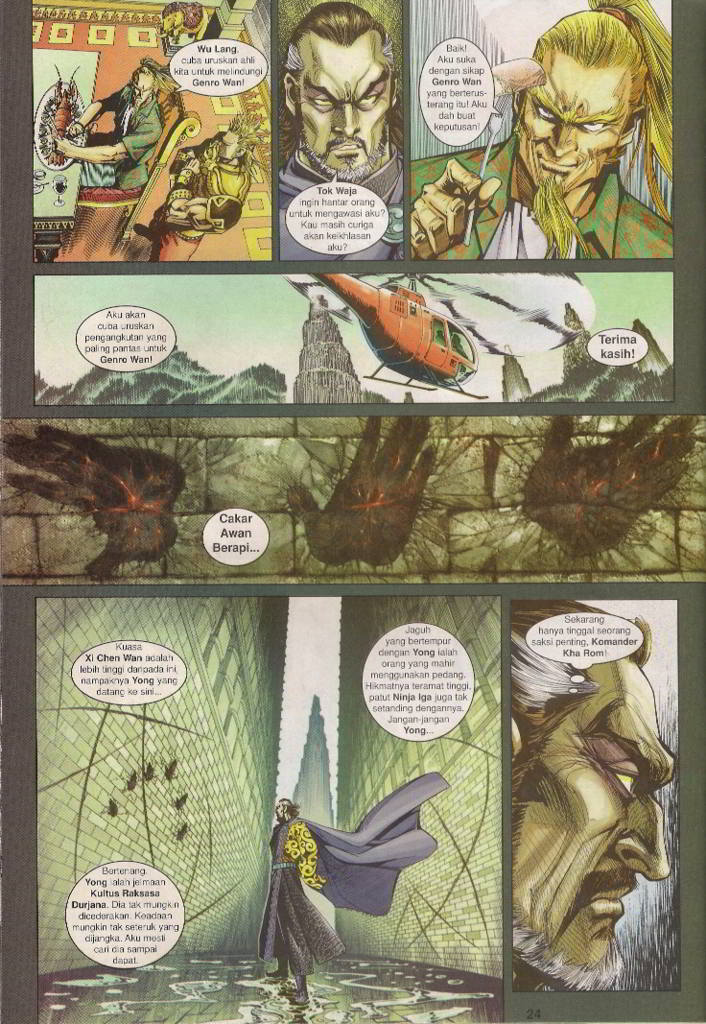 Wu Lang,
cuba uruskan ahli
kita untuk melindungi
Genro Wan!
Tok Waja
ingin hantar orang
untuk mengawasi aku?
Kau masih curiga
akan keikhlasan
aku?
Baik!
Aku suka
dengan sikap
Genro Wan
yang berterus-
terang itu! Aku
dah buat
keputusan!
Aku akan
cuba uruskan
pengangkutan yang
paling pantas untuk
Genro Wan!
Terima
kasih!
Cakar
Awan
Berapi...
Kuasa
Xi Chen Wan adalah
lebih tinggi daripada ini,
nampaknya Yong yang
datang ke sini...
Jaguh
yang bertempur
dengan Yong ialah
orang yang mahir
menggunakan pedang.
Hikmatnya teramat tinggi,
patut Ninja Iga juga tak
setanding dengannya.
Jangan-jangan
Yong...
Bertenang.
Yong ialah jelmaan
Kultus Raksasa
Durjana. Dia tak mungkin
dicederakan. Keadaan
mungkin tak seteruk yang
dijangka. Aku mesti
cari dia sampai
dapat.
Sekarang
hanya tinggal seorang
saksi penting, Komander
Kha Rom!
24